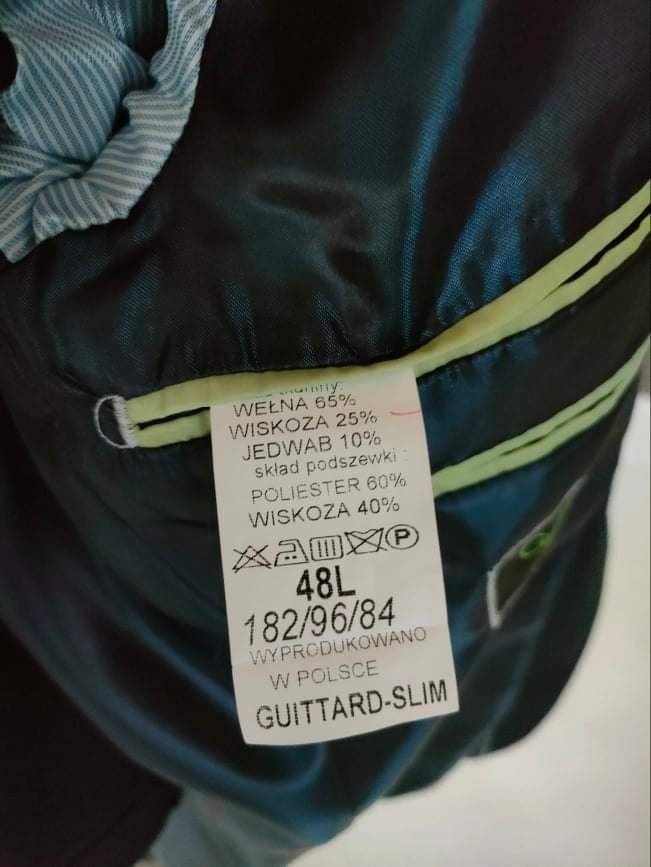 tkaniny:
WEŁNA 65%
WISKOZA 25%
JEDWAB 10%
skład podszewki :
POLIESTER 60%
WISKOZA 40%
P
48L
182/96/84
WYPRODUKOWANO
W POLSCE
GUITTARD-SLIM